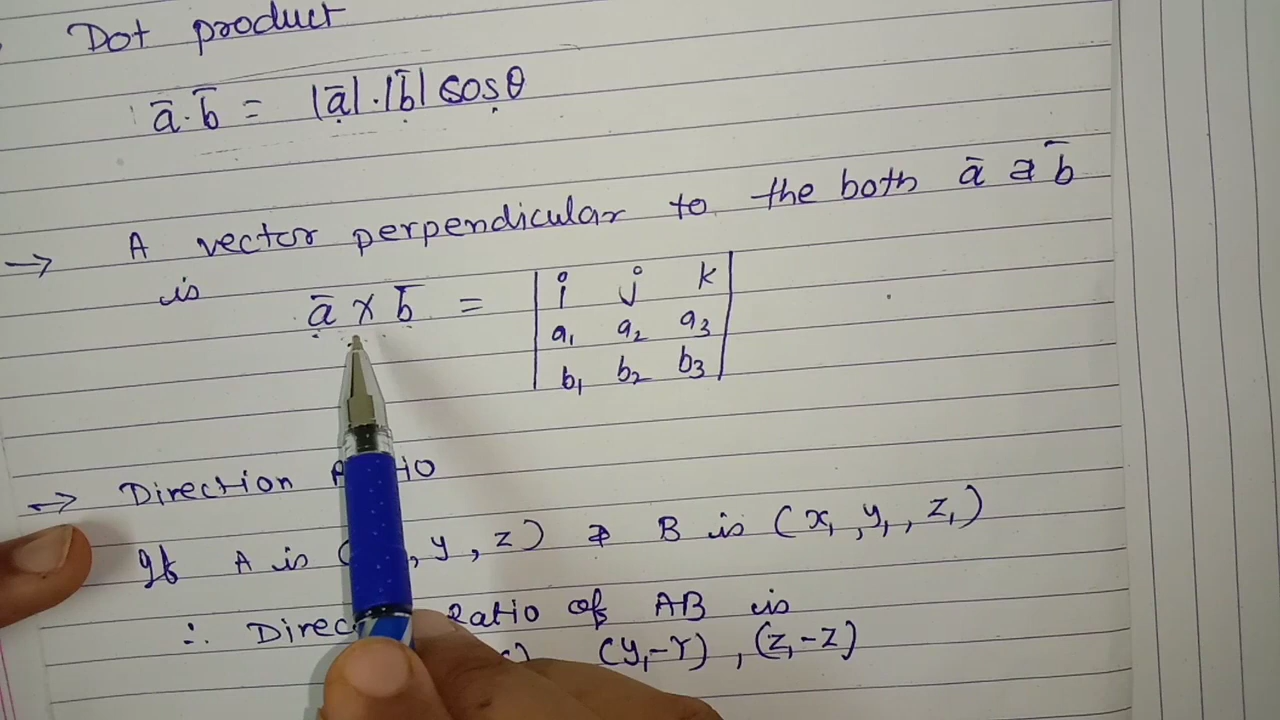 Dot product
ā·b̄ = |ā|·|b̄| cosθ
→ A vector perpendicular to the both ā & b̄
is
ā × b̄ = | i j k |
| a₁ a₂ a₃ |
| b₁ b₂ b₃ |
→ Direction
If A is ( , y, z) & B is (x₁, y₁, z₁)
∴ Ratio of AB is
(y₁-Y), (z₁-z)